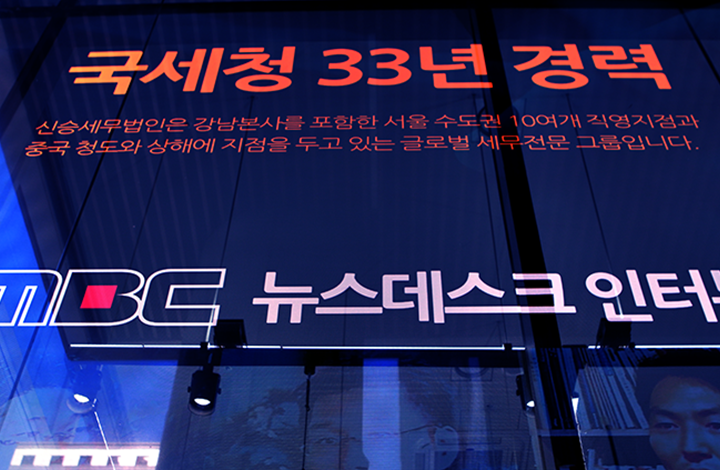 국세청 33년 경력
신승세무법인은 강남본사를 포함한 서울 수도권 10여개 직영지점과
중국 청도와 상해에 지점을 두고 있는 글로벌 세무전문 그룹입니다.
MBC 뉴스데스크 인터